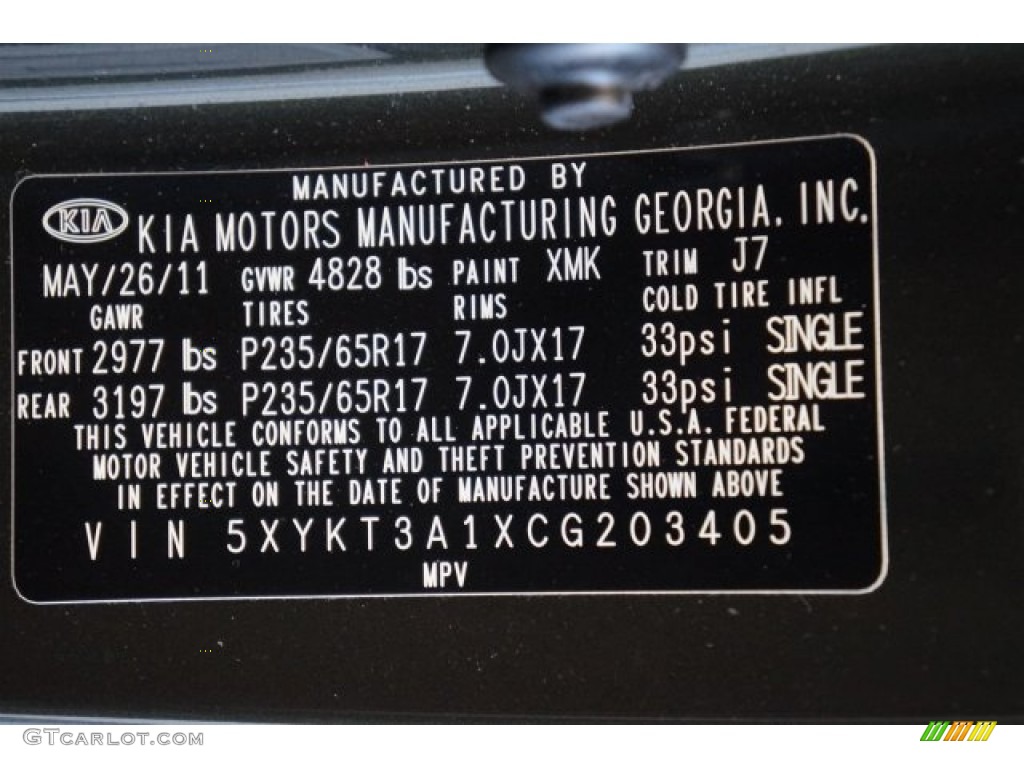 MANUFACTURED BY
KIA KIA MOTORS MANUFACTURING GEORGIA, INC.
MAY/26/11 GVWR 4828 lbs PAINT XMK TRIM J7
GAWR TIRES RIMS COLD TIRE INFL
FRONT 2977 lbs P235/65R17 7.0JX17 33psi SINGLE
REAR 3197 lbs P235/65R17 7.0JX17 33psi SINGLE
THIS VEHICLE CONFORMS TO ALL APPLICABLE U.S.A. FEDERAL
MOTOR VEHICLE SAFETY AND THEFT PREVENTION STANDARDS
IN EFFECT ON THE DATE OF MANUFACTURE SHOWN ABOVE
VIN 5XYKT3A1XCG203405
MPV
GTcarlot.com